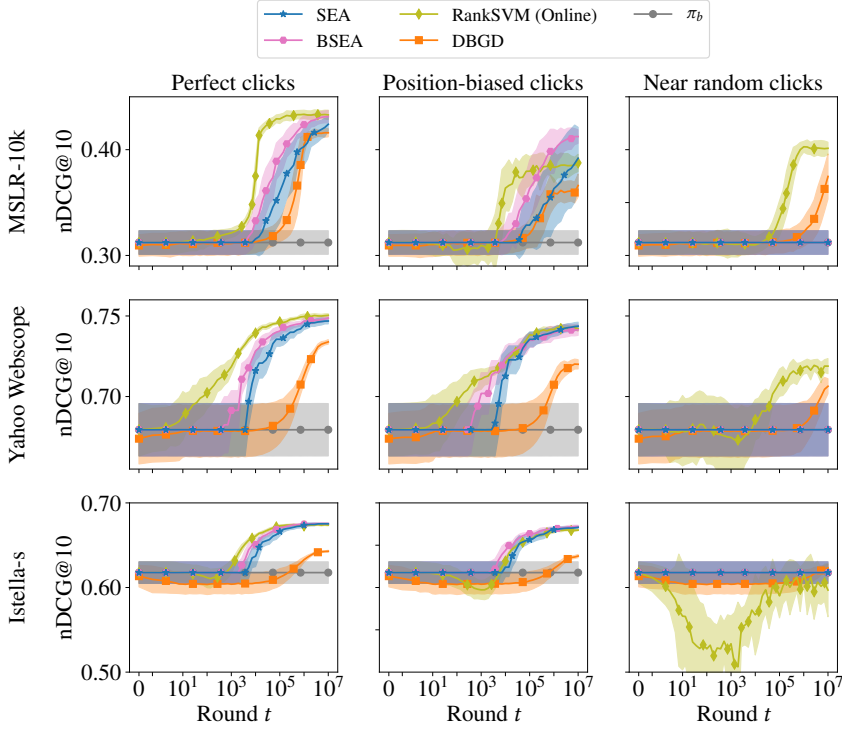 SEA RankSVM (Online) π_b
BSEA DBGD
Perfect clicks Position-biased clicks Near random clicks
MSLR-10k
nDCG@10
0.40
0.30
Yahoo Webscope
nDCG@10
0.75
0.70
Istella-s
nDCG@10
0.70
0.60
0.50
0 10^1 10^3 10^5 10^7 0 10^1 10^3 10^5 10^7 0 10^1 10^3 10^5 10^7
Round t Round t Round t